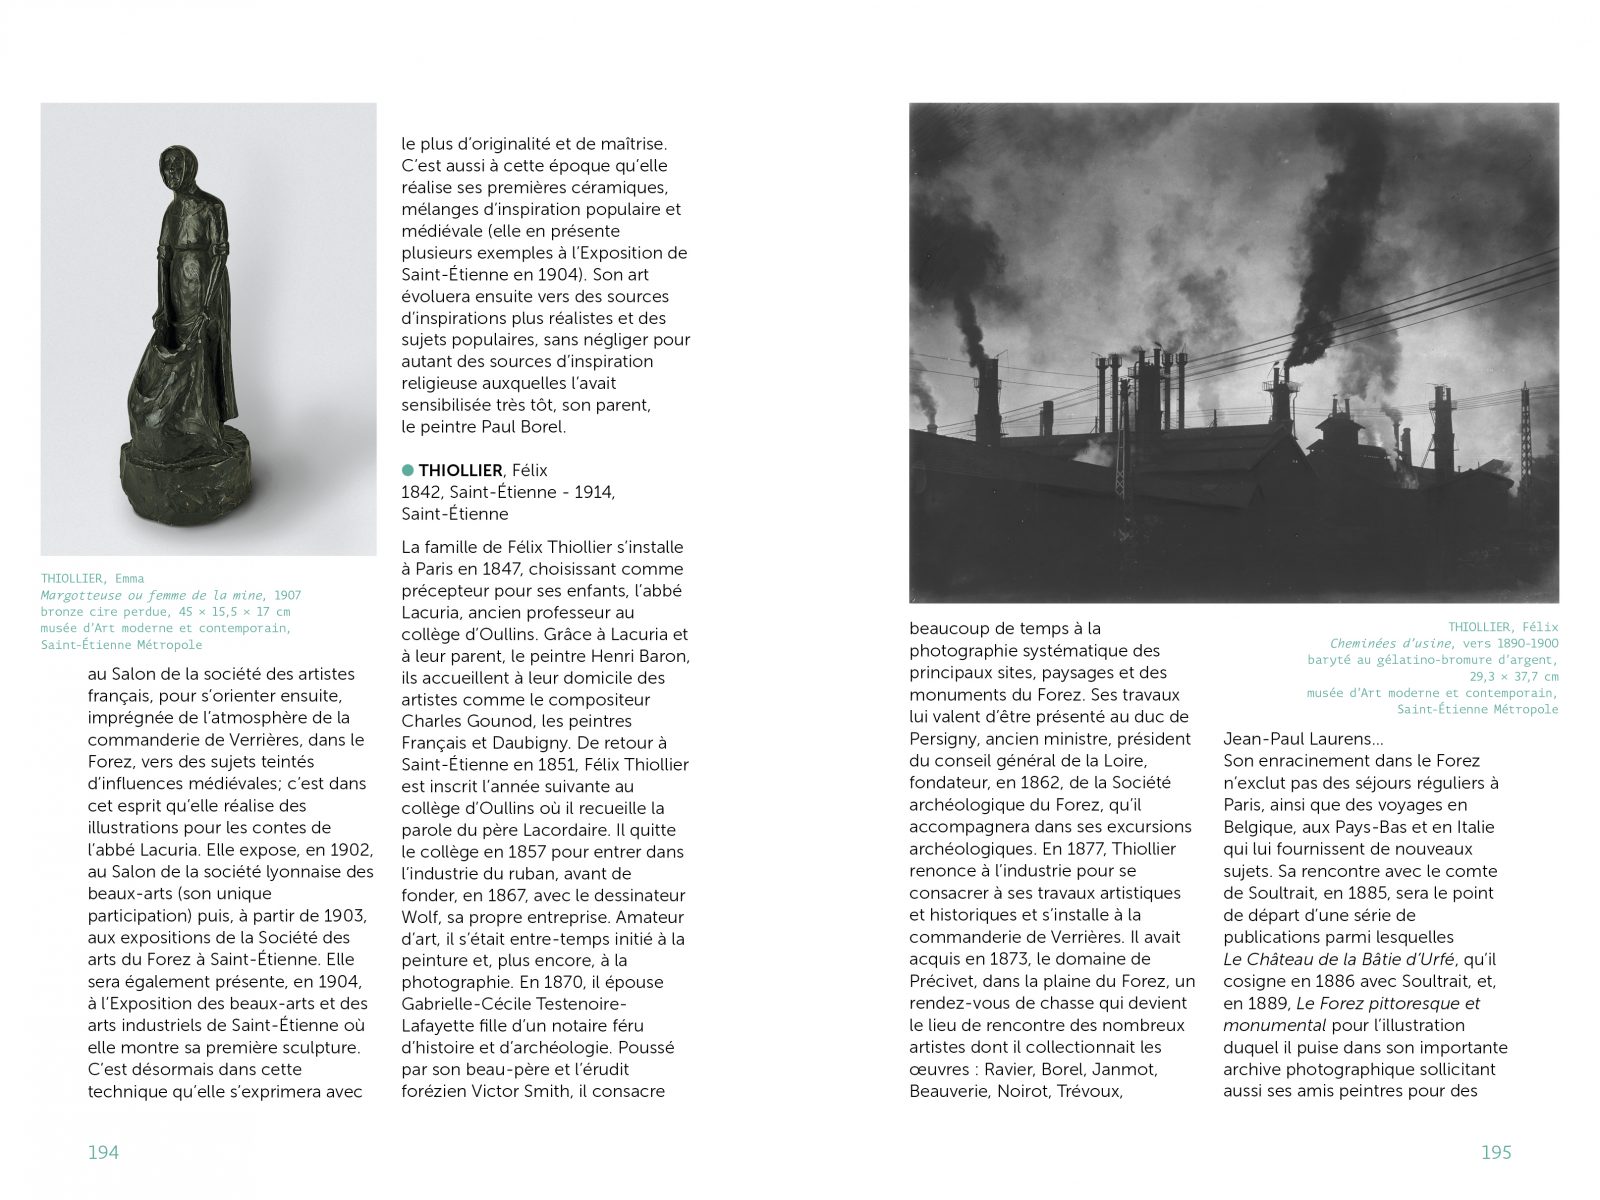 THIOLLIER, Emma
Margotteuse ou femme de la mine, 1907
bronze cire perdue, 45 × 15,5 × 17 cm
musée d’Art moderne et contemporain,
Saint-Étienne Métropole
au Salon de la société des artistes
français, pour s’orienter ensuite,
imprégnée de l’atmosphère de la
commanderie de Verrières, dans le
Forez, vers des sujets teintés
d’influences médiévales; c’est dans
cet esprit qu’elle réalise des
illustrations pour les contes de
l’abbé Lacuria. Elle expose, en 1902,
au Salon de la société lyonnaise des
beaux-arts (son unique
participation) puis, à partir de 1903,
aux expositions de la Société des
arts du Forez à Saint-Étienne. Elle
sera également présente, en 1904,
à l’Exposition des beaux-arts et des
arts industriels de Saint-Étienne où
elle montre sa première sculpture.
C’est désormais dans cette
technique qu’elle s’exprimera avec
le plus d’originalité et de maîtrise.
C’est aussi à cette époque qu’elle
réalise ses premières céramiques,
mélanges d’inspiration populaire et
médiévale (elle en présente
plusieurs exemples à l’Exposition de
Saint-Étienne en 1904). Son art
évoluera ensuite vers des sources
d’inspirations plus réalistes et des
sujets populaires, sans négliger pour
autant des sources d’inspiration
religieuse auxquelles l’avait
sensibilisée très tôt, son parent,
le peintre Paul Borel.
● THIOLLIER, Félix
1842, Saint-Étienne - 1914,
Saint-Étienne
La famille de Félix Thiollier s’installe
à Paris en 1847, choisissant comme
précepteur pour ses enfants, l’abbé
Lacuria, ancien professeur au
collège d’Oullins. Grâce à Lacuria et
à leur parent, le peintre Henri Baron,
ils accueillent à leur domicile des
artistes comme le compositeur
Charles Gounod, les peintres
Français et Daubigny. De retour à
Saint-Étienne en 1851, Félix Thiollier
est inscrit l’année suivante au
collège d’Oullins où il recueille la
parole du père Lacordaire. Il quitte
le collège en 1857 pour entrer dans
l’industrie du ruban, avant de
fonder, en 1867, avec le dessinateur
Wolf, sa propre entreprise. Amateur
d’art, il s’était entre-temps initié à la
peinture et, plus encore, à la
photographie. En 1870, il épouse
Gabrielle-Cécile Testenoire-
Lafayette fille d’un notaire féru
d’histoire et d’archéologie. Poussé
par son beau-père et l’érudit
forézien Victor Smith, il consacre
194
beaucoup de temps à la
photographie systématique des
principaux sites, paysages et des
monuments du Forez. Ses travaux
lui valent d’être présenté au duc de
Persigny, ancien ministre, président
du conseil général de la Loire,
fondateur, en 1862, de la Société
archéologique du Forez, qu’il
accompagnera dans ses excursions
archéologiques. En 1877, Thiollier
renonce à l’industrie pour se
consacrer à ses travaux artistiques
et historiques et s’installe à la
commanderie de Verrières. Il avait
acquis en 1873, le domaine de
Précivet, dans la plaine du Forez, un
rendez-vous de chasse qui devient
le lieu de rencontre des nombreux
artistes dont il collectionnait les
œuvres : Ravier, Borel, Janmot,
Beauverie, Noirot, Trévoux,
THIOLLIER, Félix
Cheminées d’usine, vers 1890-1900
baryté au gélatino-bromure d’argent,
29,3 × 37,7 cm
musée d’Art moderne et contemporain,
Saint-Étienne Métropole
Jean-Paul Laurens…
Son enracinement dans le Forez
n’exclut pas des séjours réguliers à
Paris, ainsi que des voyages en
Belgique, aux Pays-Bas et en Italie
qui lui fournissent de nouveaux
sujets. Sa rencontre avec le comte
de Soultrait, en 1885, sera le point
de départ d’une série de
publications parmi lesquelles
Le Château de la Bâtie d’Urfé, qu’il
cosigne en 1886 avec Soultrait, et,
en 1889, Le Forez pittoresque et
monumental pour l’illustration
duquel il puise dans son importante
archive photographique sollicitant
aussi ses amis peintres pour des
195